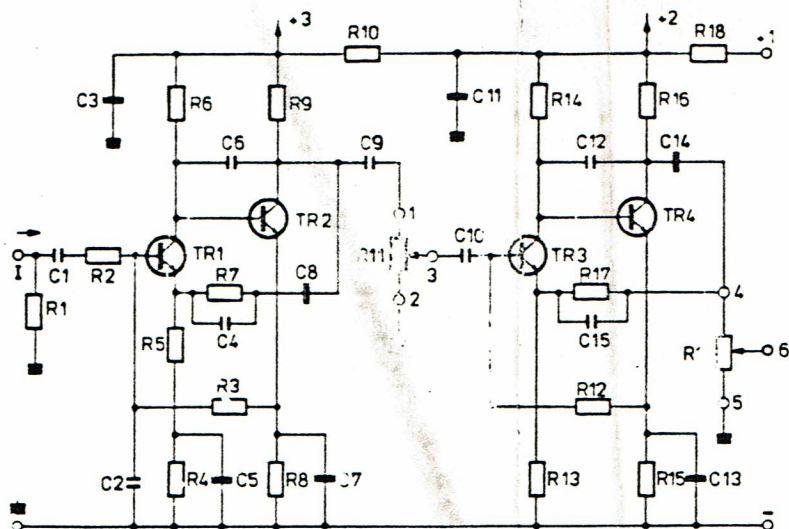 +3 +2
R10 R18 +1
C3 R6 R9 C11 R14 R16
C6 C9 C12 C14
1
TR2 TR4
I C1 R2 TR1 R11 3 C10 TR3
R7 C8 R17
R1 2 4
R5 C4 C15 6
R3 R12 5
C2 R4 C5 R8 C7 R13 R15 C13
-